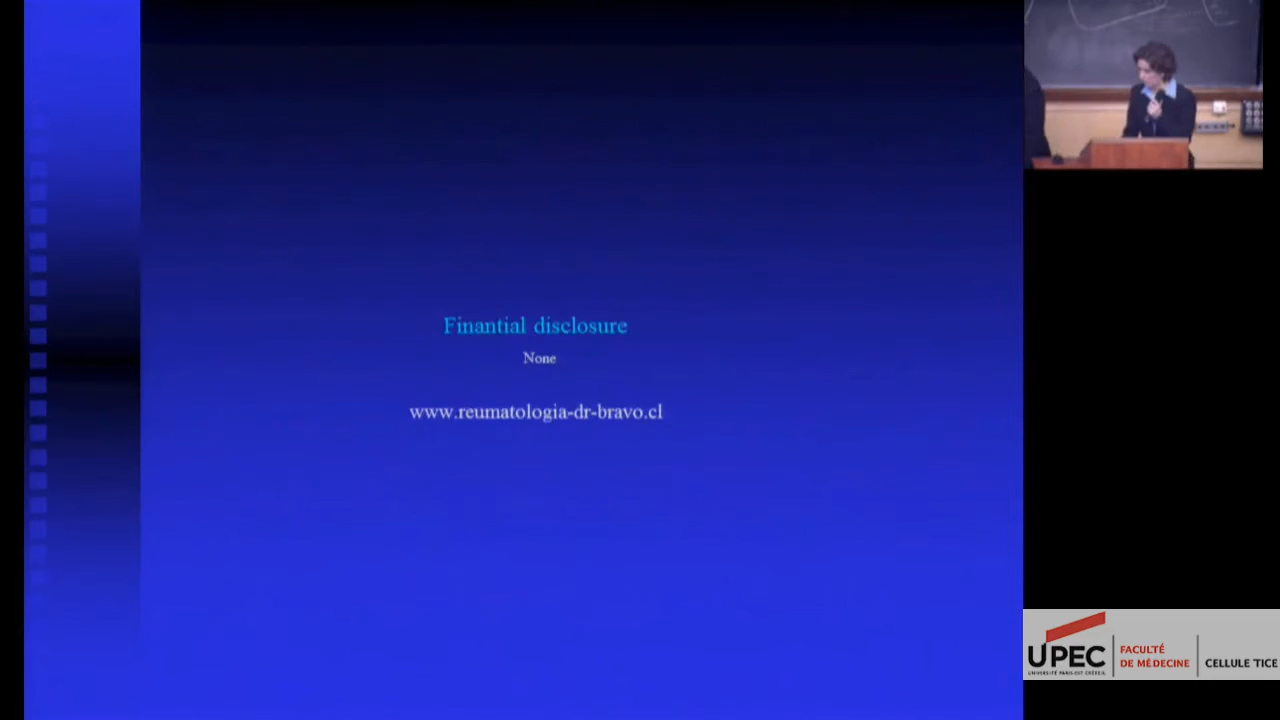 Finantial disclosure
None
www.reumatologia-dr-bravo.cl
UPEC
UNIVERSITÉ PARIS-EST CRÉTEIL
FACULTÉ
DE MÉDECINE
CELLULE TICE